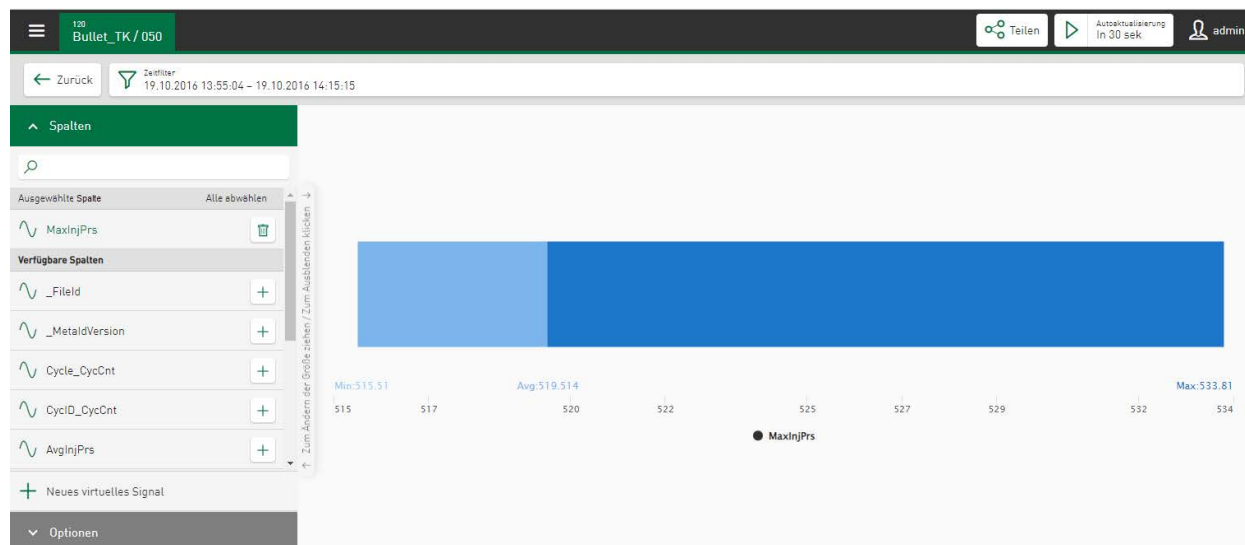 120
Bullet_TK / 050
Teilen
Autoaktualisierung
In 30 sek
admin
Zurück
Zeitfilter
19.10.2016 13:55:04 – 19.10.2016 14:15:15
Spalten
Ausgewählte Spalte Alle abwählen
MaxInjPrs
Verfügbare Spalten
_FileId
_MetaIdVersion
Cycle_CycCnt
CycID_CycCnt
AvgInjPrs
Neues virtuelles Signal
Optionen
Zum Ändern der Größe ziehen / Zum Ausblenden klicken
Min:515.51 Avg:519.514 Max:533.81
515 517 520 522 525 527 529 532 534
MaxInjPrs